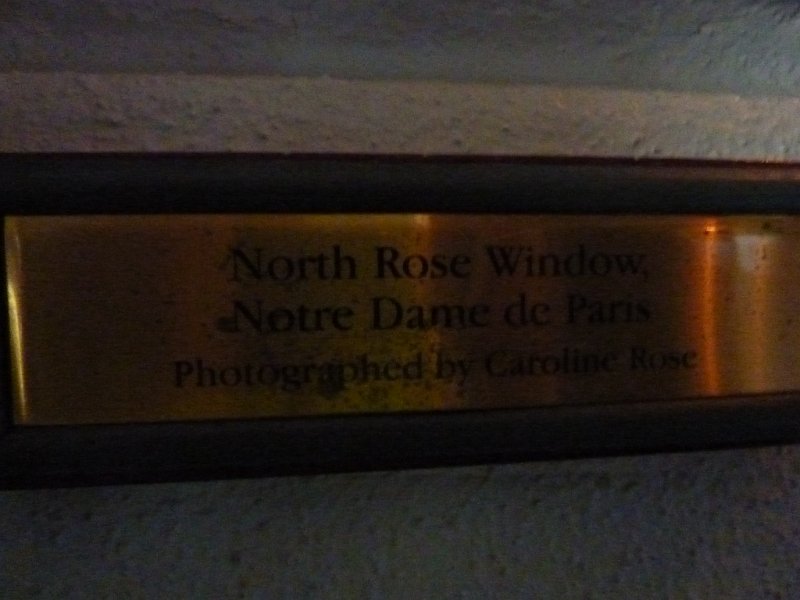 North Rose Window,
Notre Dame de Paris
Photographed by Caroline Rose